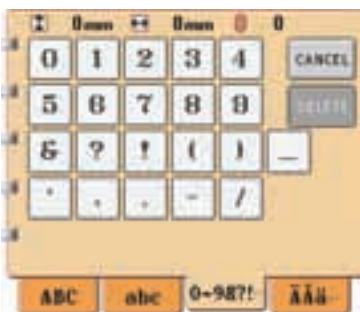 0mm 0mm 0 0
0 1 2 3 4 CANCEL
5 6 7 8 9 DELETE
& ? ! ( ) _
' , . - /
ABC abc 0~9&?! ÄÅä